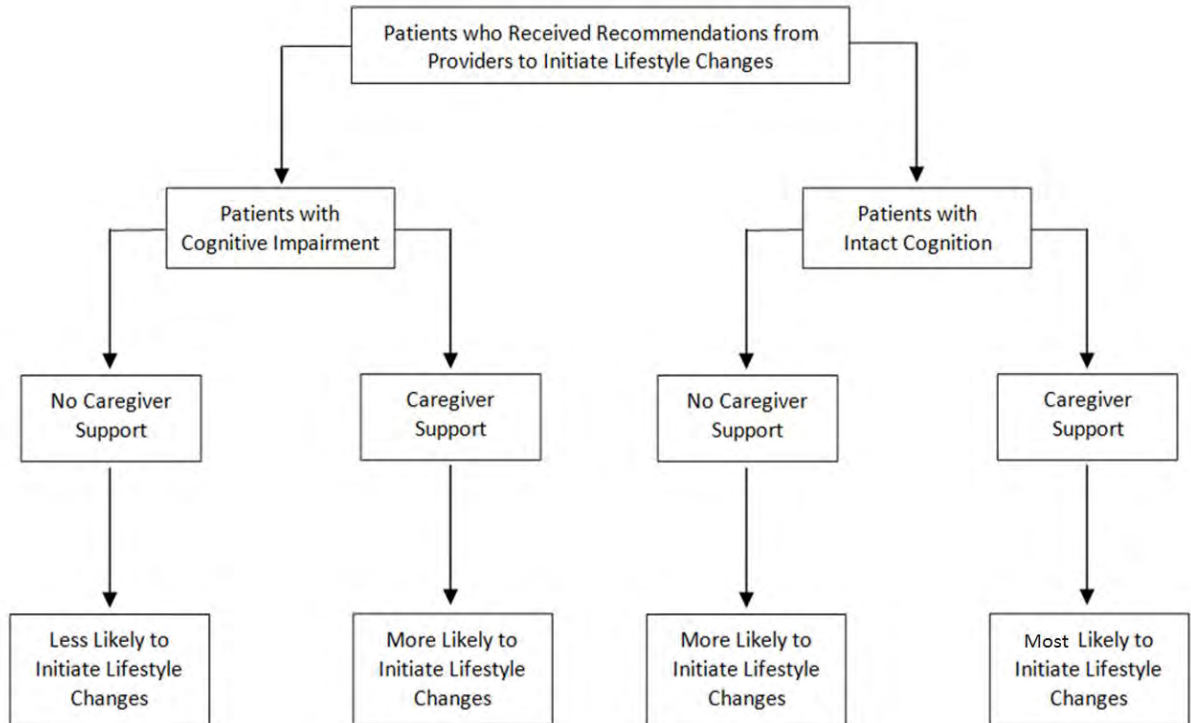 Patients who Received Recommendations from
Providers to Initiate Lifestyle Changes
Patients with
Cognitive Impairment
Patients with
Intact Cognition
No Caregiver
Support
Caregiver
Support
No Caregiver
Support
Caregiver
Support
Less Likely to
Initiate Lifestyle
Changes
More Likely to
Initiate Lifestyle
Changes
More Likely to
Initiate Lifestyle
Changes
Most Likely to
Initiate Lifestyle
Changes